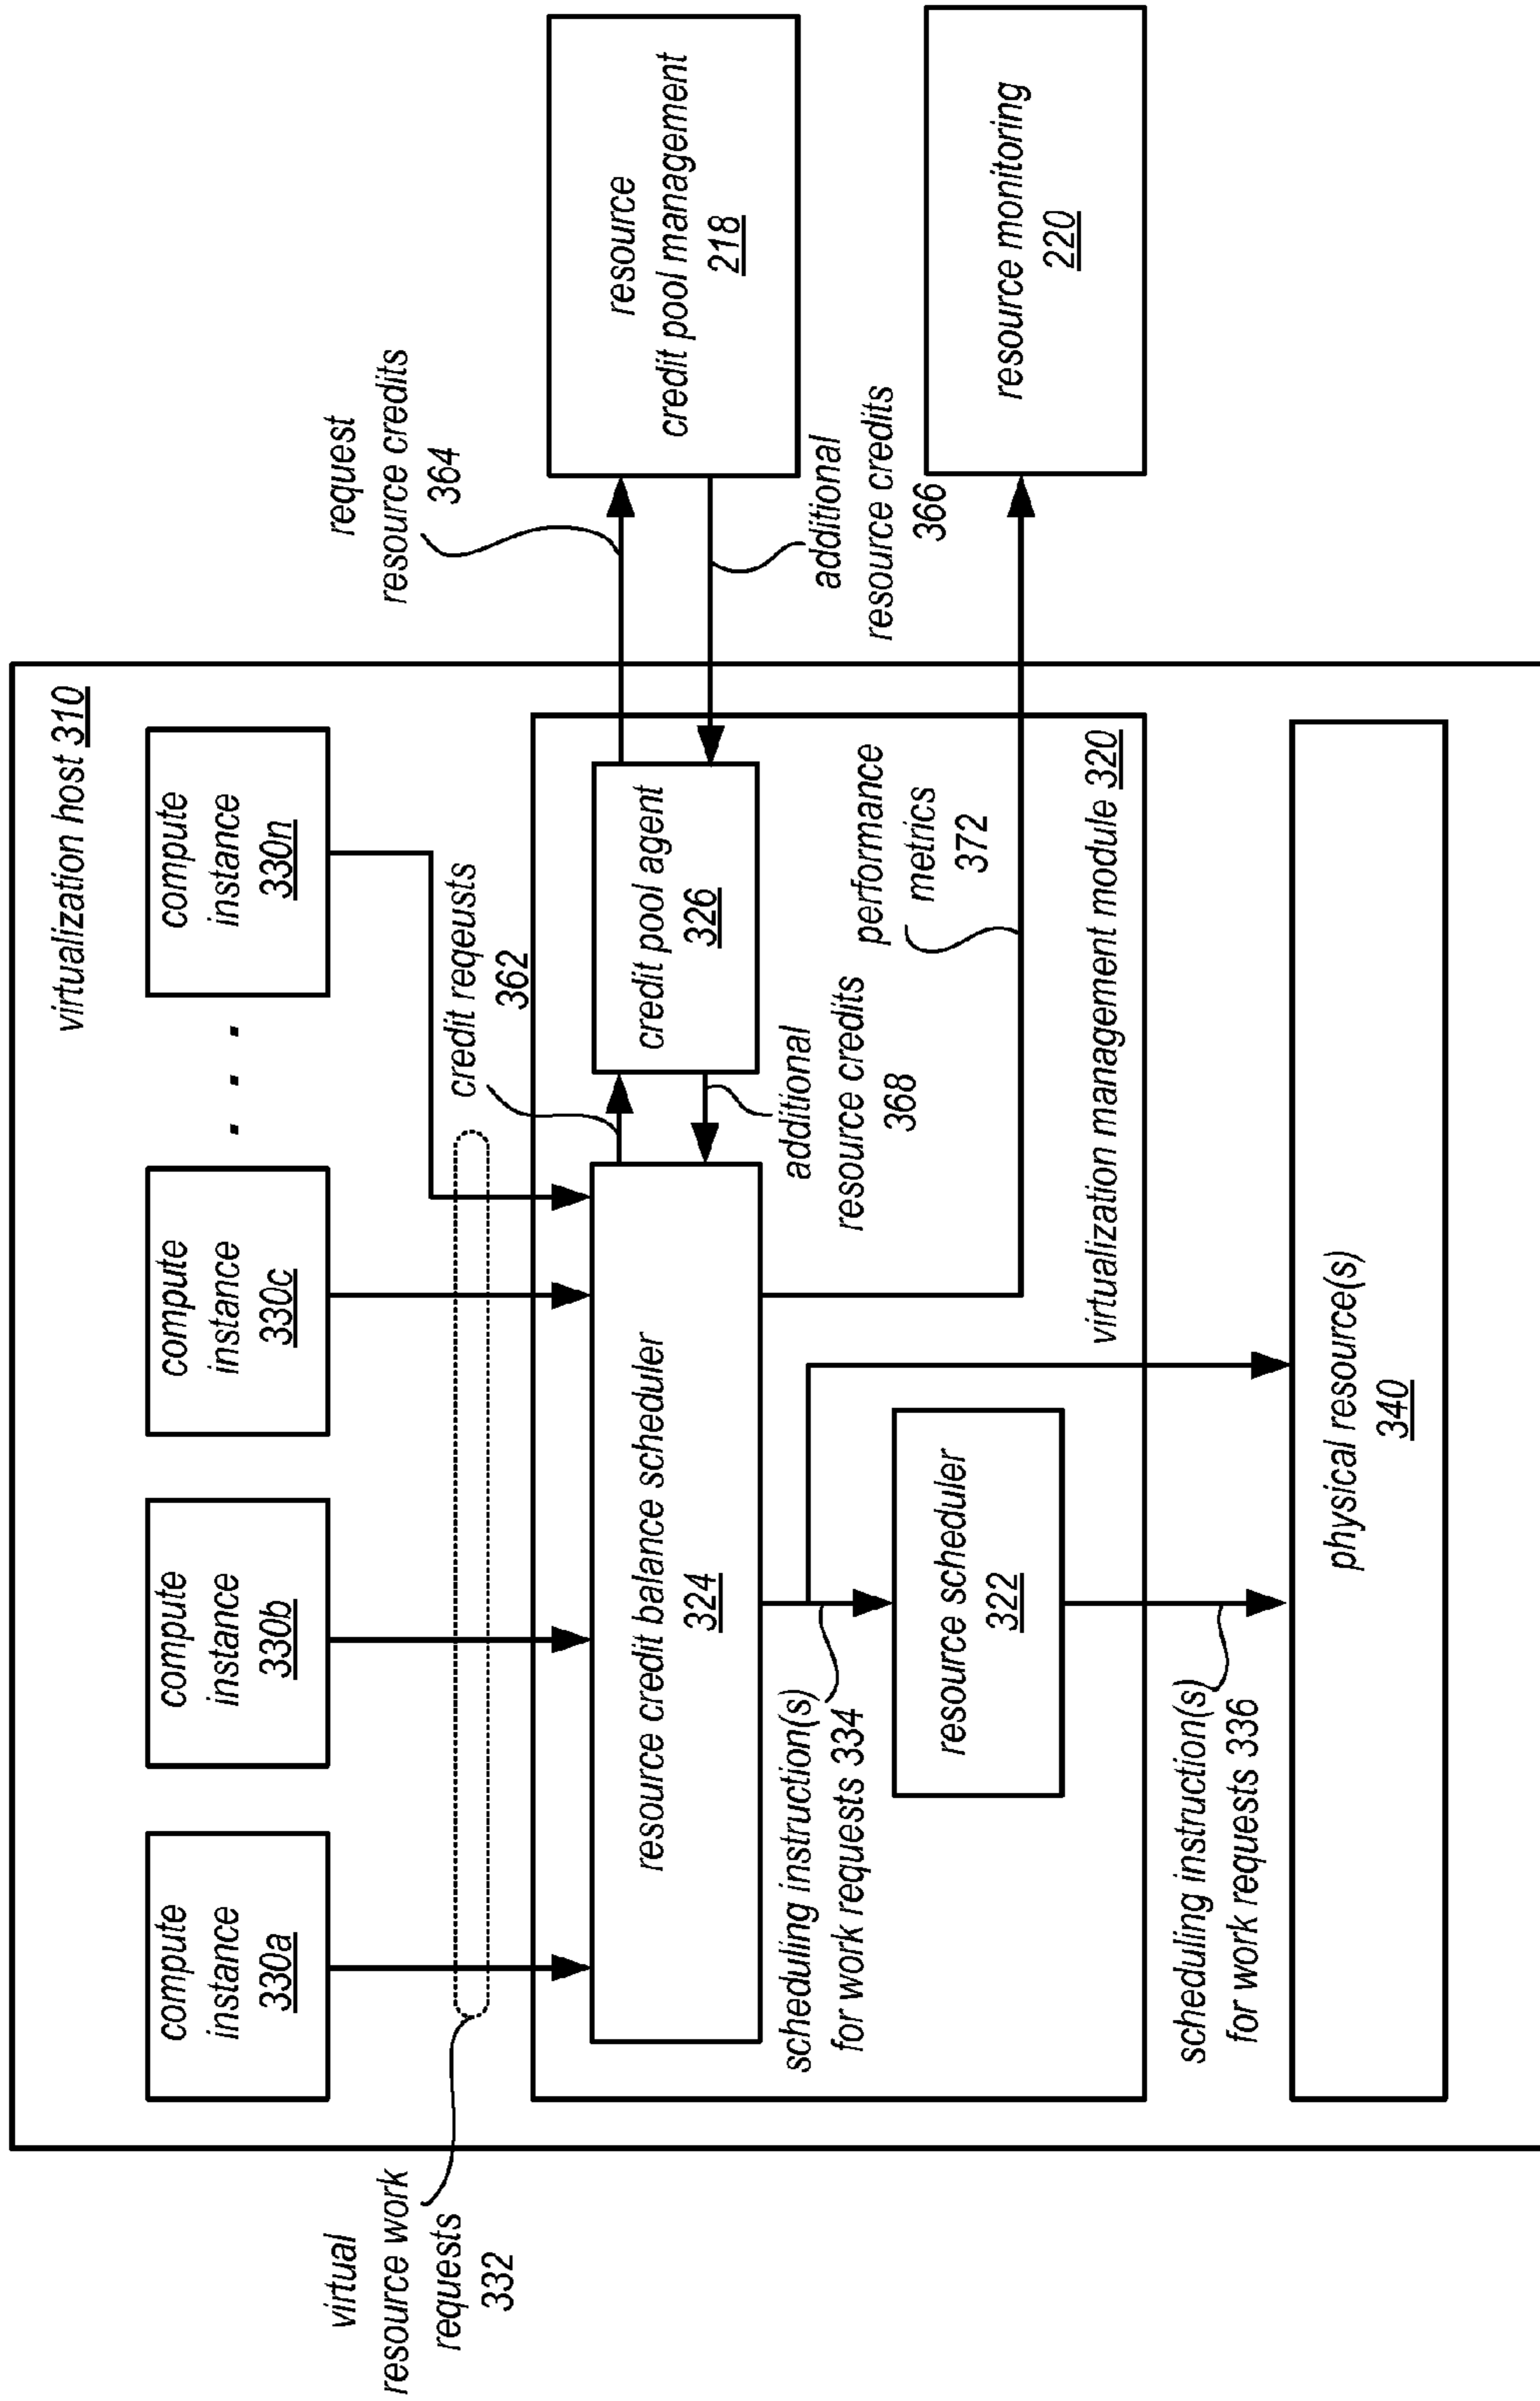 virtualization host 310
compute
instance
330a
compute
instance
330b
compute
instance
330c
. . .
compute
instance
330n
virtual
resource work
requests
332
credit reqeusts
362
request
resource credits
364
resource
credit pool management
218
resource credit balance scheduler
324
credit pool agent
326
additional
resource credits
366
additional
resource credits
368
performance
metrics
372
resource monitoring
220
scheduling instruction(s)
for work requests 334
resource scheduler
322
virtualization management module 320
scheduling instruction(s)
for work requests 336
physical resource(s)
340